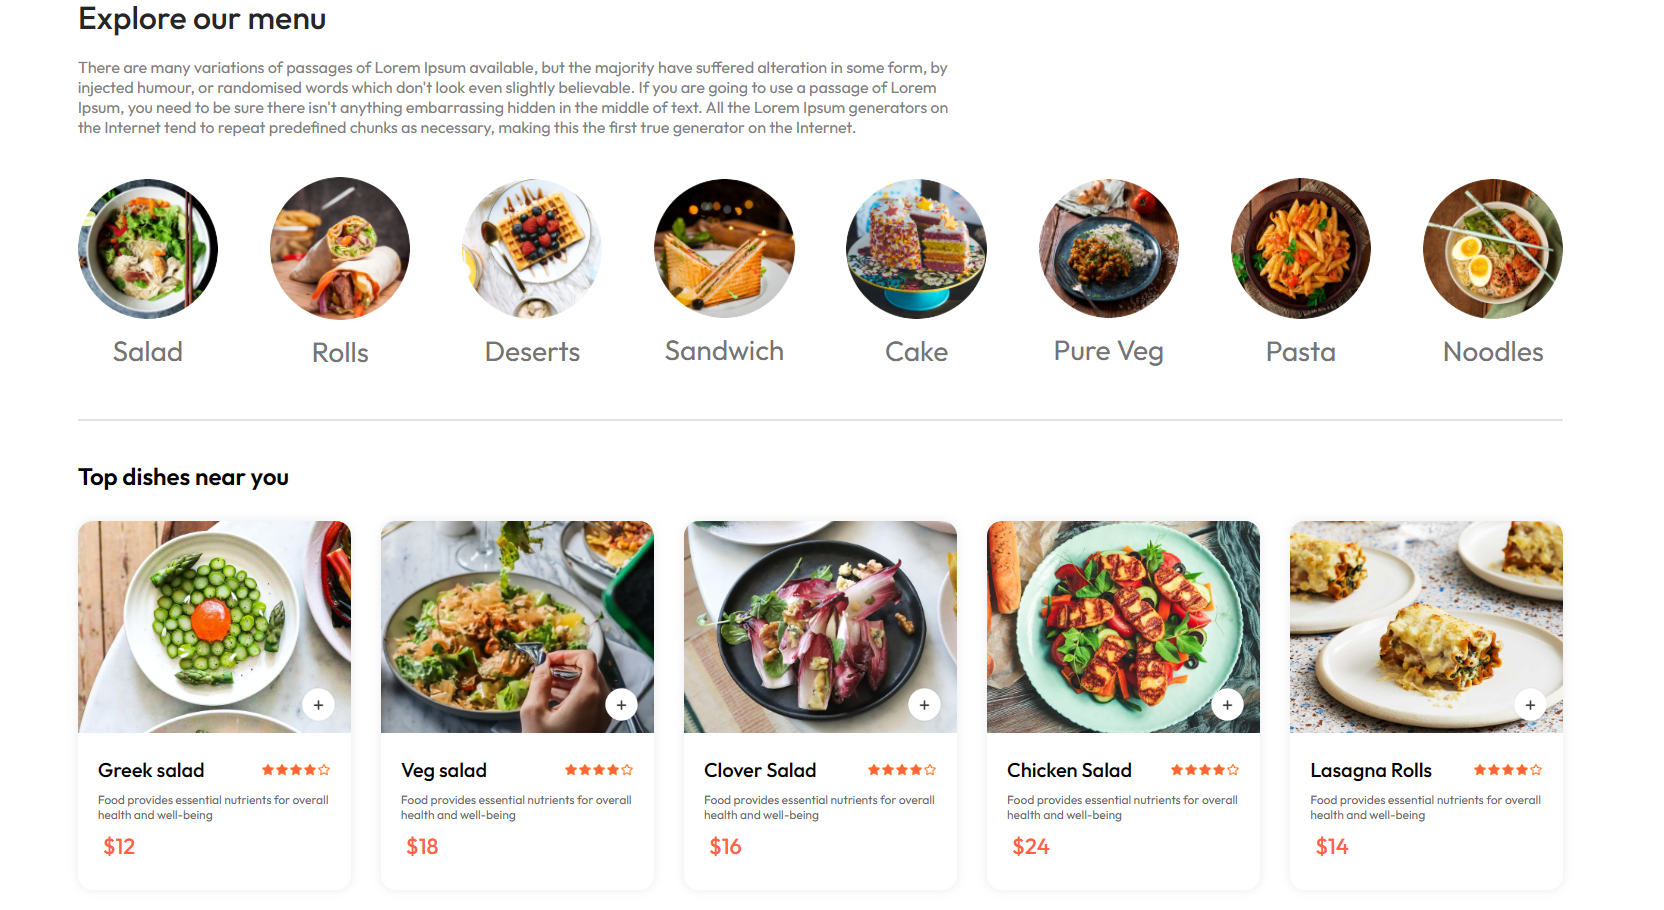 Explore our menu
There are many variations of passages of Lorem Ipsum available, but the majority have suffered alteration in some form, by
injected humour, or randomised words which don't look even slightly believable. If you are going to use a passage of Lorem
Ipsum, you need to be sure there isn't anything embarrassing hidden in the middle of text. All the Lorem Ipsum generators on
the Internet tend to repeat predefined chunks as necessary, making this the first true generator on the Internet.
Salad
Rolls
Deserts
Sandwich
Cake
Pure Veg
Pasta
Noodles
Top dishes near you
+
+
+
+
+
Greek salad
Food provides essential nutrients for overall
health and well-being
$12
Veg salad
Food provides essential nutrients for overall
health and well-being
$18
Clover Salad
Food provides essential nutrients for overall
health and well-being
$16
Chicken Salad
Food provides essential nutrients for overall
health and well-being
$24
Lasagna Rolls
Food provides essential nutrients for overall
health and well-being
$14